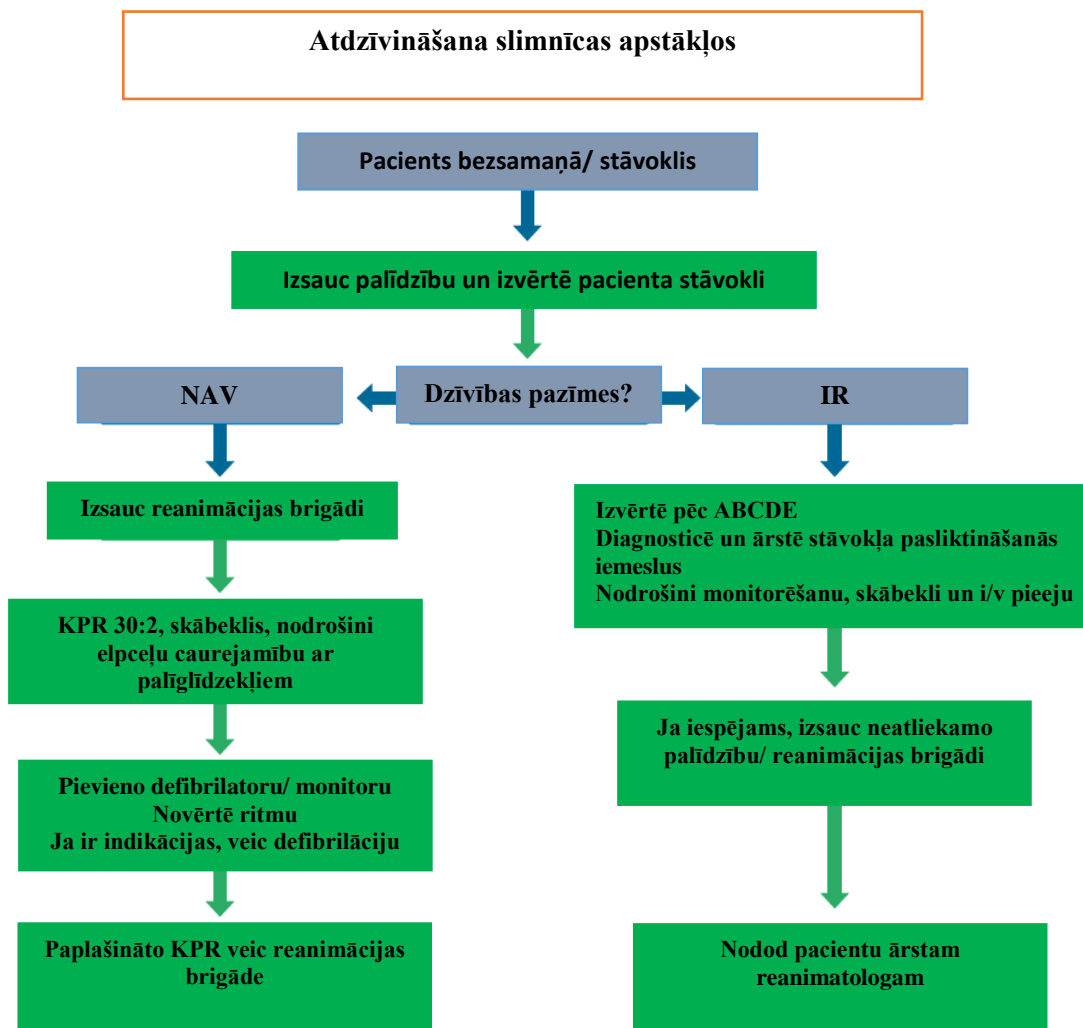 Atdzīvināšana slimnīcas apstākļos
Pacients bezsamaņā/ stāvoklis
Izsauc palīdzību un izvērtē pacienta stāvokli
NAV
Dzīvības pazīmes?
IR
Izsauc reanimācijas brigādi
KPR 30:2, skābeklis, nodrošini
elpceļu caurejamību ar
palīglīdzekļiem
Pievieno defibrilatoru/ monitoru
Novērtē ritmu
Ja ir indikācijas, veic defibrilāciju
Paplašināto KPR veic reanimācijas
brigāde
Izvērtē pēc ABCDE
Diagnosticē un ārstē stāvokļa pasliktināšanās
iemeslus
Nodrošini monitorēšanu, skābekli un i/v pieeju
Ja iespējams, izsauc neatliekamo
palīdzību/ reanimācijas brigādi
Nodod pacientu ārstam
reanimatologam